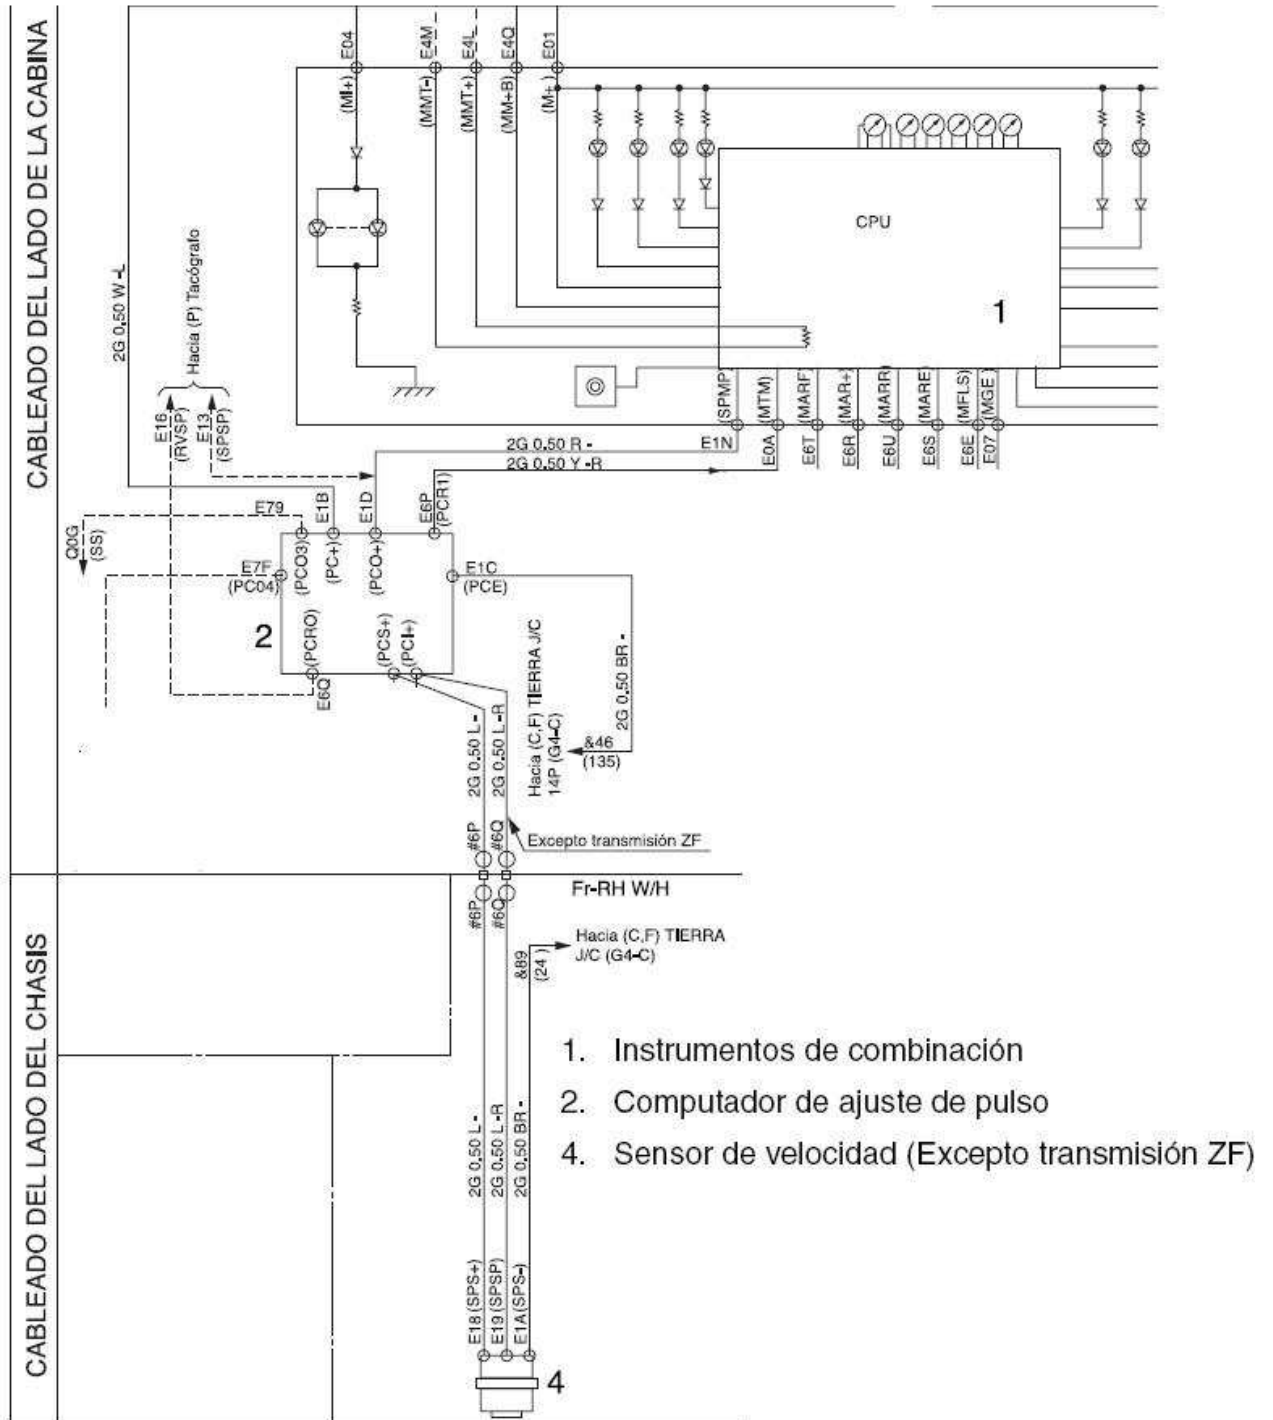 CABLEADO DEL LADO DE LA CABINA
E04
E4M
E4L
E4Q
E01
(MI+)
(MMT-)
(MMT+)
(MM+B)
(M+ )
CPU
1
2G 0.50 W -L
Hacia (P) Tacógrafo
E16
(RVSP)
E13
(SPSP)
(SPMP)
(MTM)
(MARF)
(MAR+)
(MARR)
(MARE)
(MFLS)
(MGE )
E1N
E0A
E6T
E6R
E6U
E6S
E6E
E07
2G 0.50 R -
2G 0.50 Y -R
Q0G
(SS)
E79
E1B
E1D
E6P
(PCR1)
(PCO3)
(PC+)
(PCO+)
E7F
(PC04)
E1C
(PCE)
2
(PCRO)
(PCS+)
(PCI+)
E6Q
2G 0.50 L -
2G 0.50 L -R
Hacia (C,F) TIERRA J/C
14P (G4-C)
2G 0.50 BR -
&46
(135)
#6P
#6Q
Excepto transmisión ZF
Fr-RH W/H
CABLEADO DEL LADO DEL CHASIS
#6P
#6Q
&89
(24 )
Hacia (C,F) TIERRA
J/C (G4-C)
2G 0.50 L -
2G 0.50 L -R
2G 0.50 BR -
E18 (SPS+)
E19 (SPSP)
E1A(SPS-)
4
1. Instrumentos de combinación
2. Computador de ajuste de pulso
4. Sensor de velocidad (Excepto transmisión ZF)